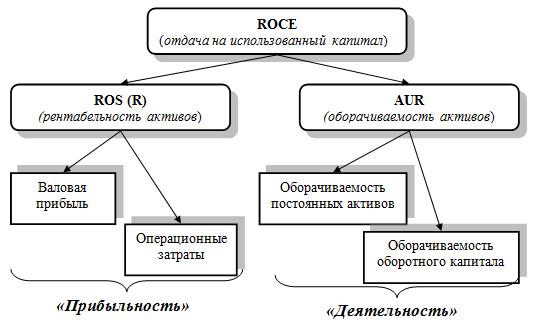 ROCE
(отдача на использованный капитал)
ROS (R)
(рентабельность активов)
AUR
(оборачиваемость активов)
Валовая
прибыль
Операционные
затраты
Оборачиваемость
постоянных активов
Оборачиваемость
оборотного капитала
«Прибыльность»
«Деятельность»